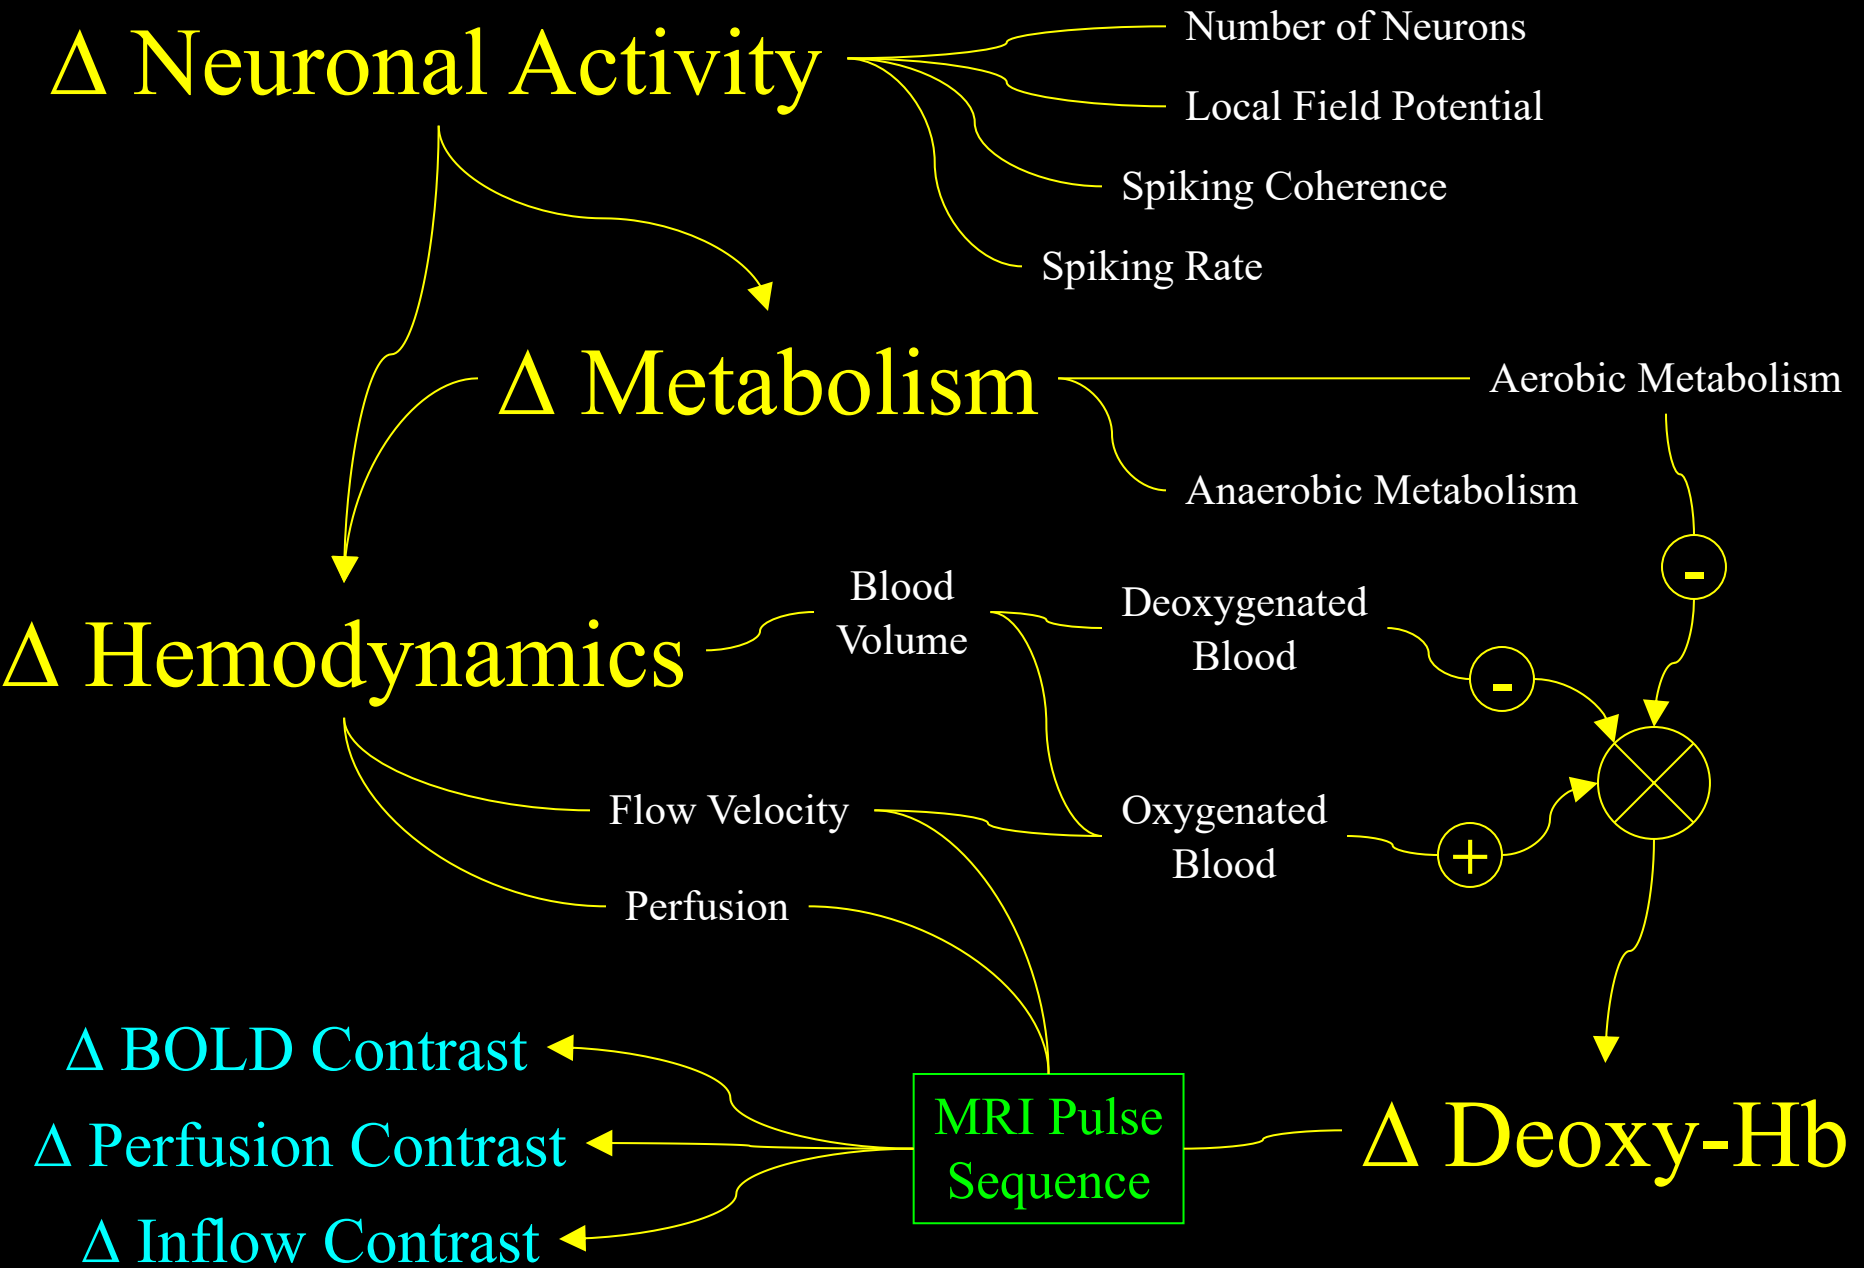 Δ Neuronal Activity
Number of Neurons
Local Field Potential
Spiking Coherence
Spiking Rate
Δ Metabolism
Aerobic Metabolism
Anaerobic Metabolism
-
Δ Hemodynamics
Blood
Volume
Deoxygenated
Blood
-
Flow Velocity
Oxygenated
Blood
+
Perfusion
Δ BOLD Contrast
Δ Perfusion Contrast
Δ Inflow Contrast
MRI Pulse
Sequence
Δ Deoxy-Hb